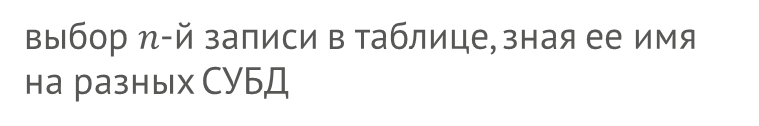 выбор n-й записи в таблице, зная ее имя
на разных СУБД